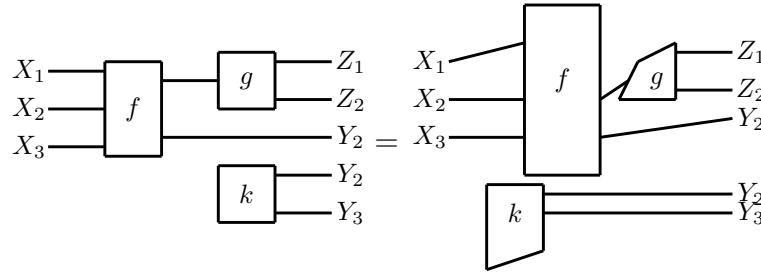 X₁ f g Z₁ = X₁ f g Z₁
X₂ Z₂ X₂ Z₂
X₃ Y₂ X₃ Y₂
k Y₂ k Y₂
Y₃ Y₃